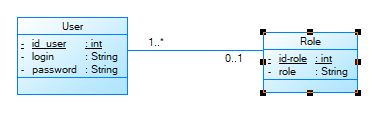 User
- id_user : int
- login : String
- password : String
1..*
0..1
Role
- id-role : int
- role : String